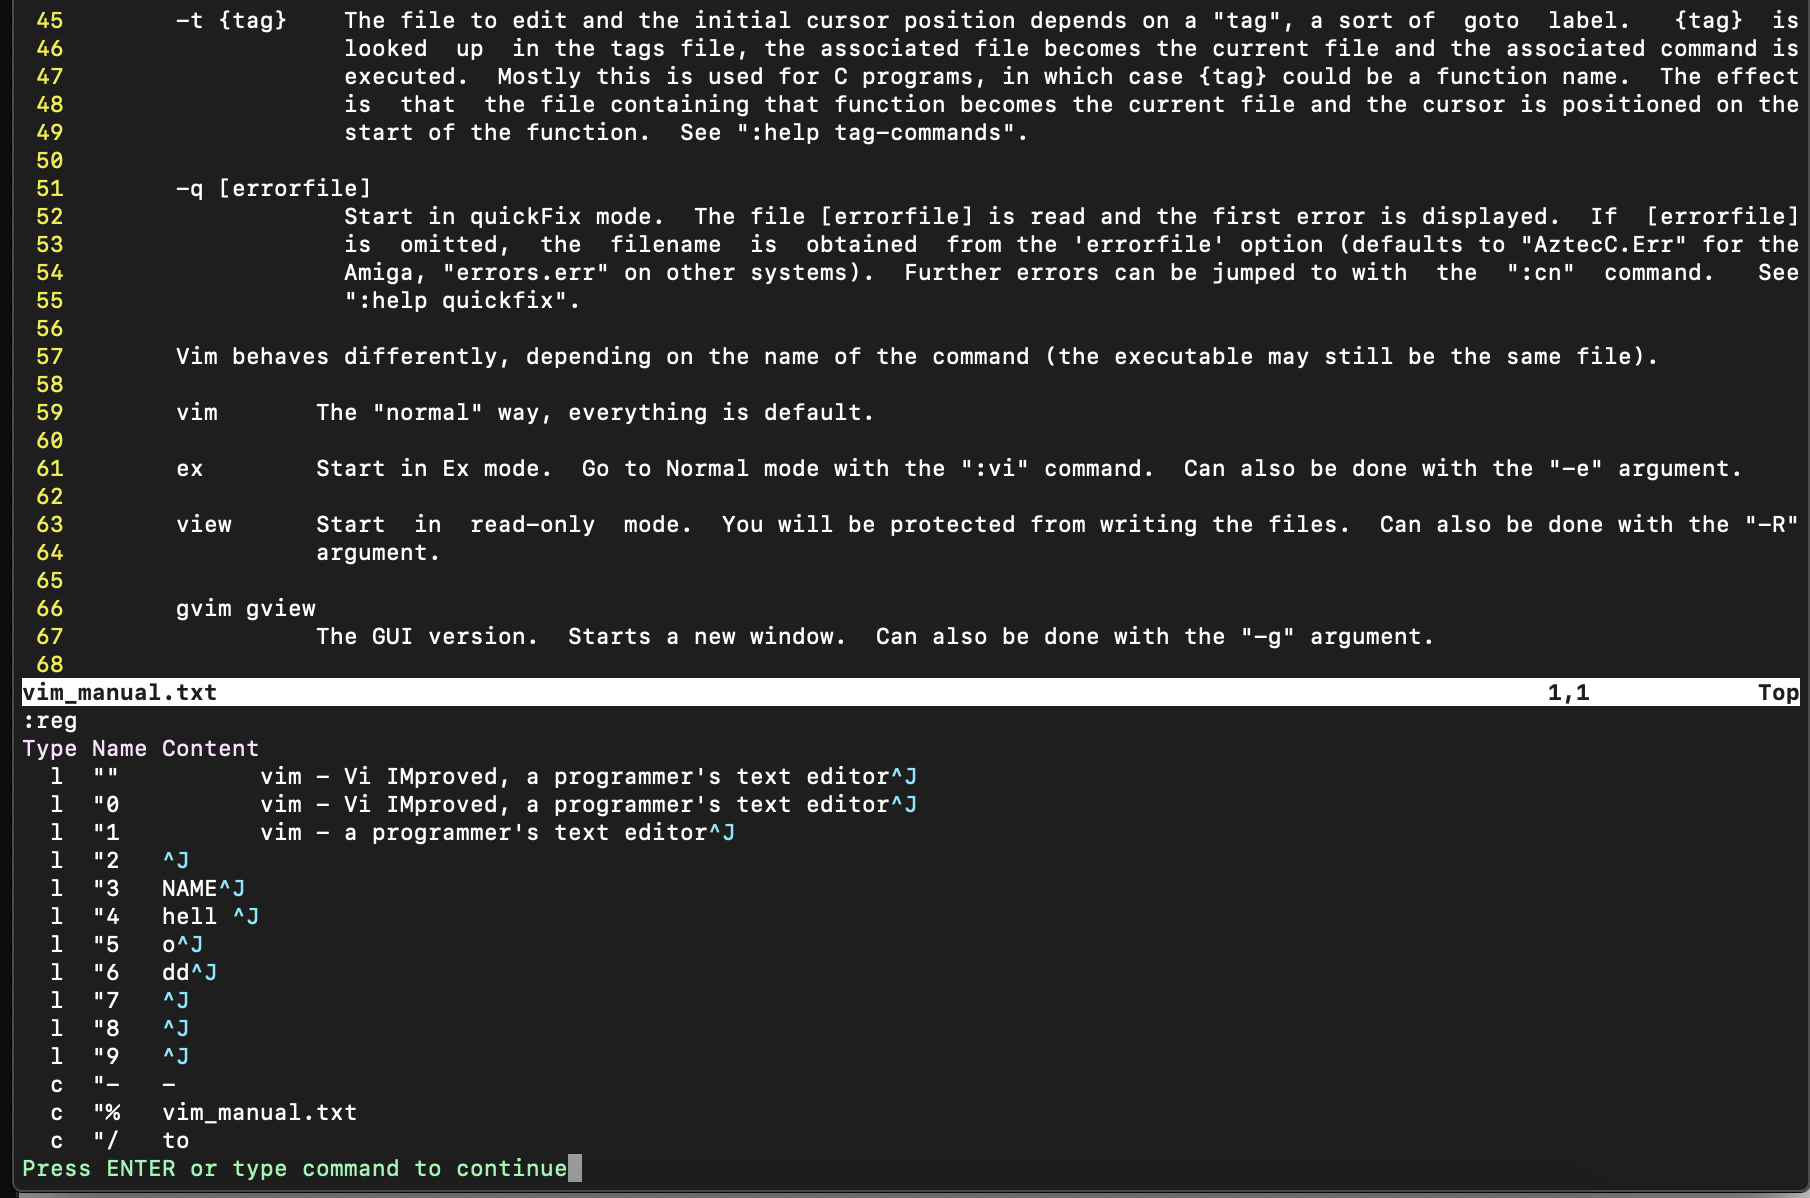 45        -t {tag}    The file to edit and the initial cursor position depends on a "tag", a sort of  goto  label.   {tag}  is
46                    looked  up  in the tags file, the associated file becomes the current file and the associated command is
47                    executed.  Mostly this is used for C programs, in which case {tag} could be a function name.  The effect
48                    is  that  the file containing that function becomes the current file and the cursor is positioned on the
49                    start of the function.  See ":help tag-commands".
50
51        -q [errorfile]
52                    Start in quickFix mode.  The file [errorfile] is read and the first error is displayed.  If  [errorfile]
53                    is  omitted,  the  filename  is  obtained  from the 'errorfile' option (defaults to "AztecC.Err" for the
54                    Amiga, "errors.err" on other systems).  Further errors can be jumped to with  the  ":cn"  command.   See
55                    ":help quickfix".
56
57        Vim behaves differently, depending on the name of the command (the executable may still be the same file).
58
59        vim       The "normal" way, everything is default.
60
61        ex        Start in Ex mode.  Go to Normal mode with the ":vi" command.  Can also be done with the "-e" argument.
62
63        view      Start  in  read-only  mode.  You will be protected from writing the files.  Can also be done with the "-R"
64                  argument.
65
66        gvim gview
67                  The GUI version.  Starts a new window.  Can also be done with the "-g" argument.
68
vim_manual.txt                                                                                               1,1            Top
:reg
Type Name Content
  l  ""          vim - Vi IMproved, a programmer's text editor^J
  l  "0          vim - Vi IMproved, a programmer's text editor^J
  l  "1          vim - a programmer's text editor^J
  l  "2   ^J
  l  "3   NAME^J
  l  "4   hell ^J
  l  "5   o^J
  l  "6   dd^J
  l  "7   ^J
  l  "8   ^J
  l  "9   ^J
  c  "-   -
  c  "%   vim_manual.txt
  c  "/   to
Press ENTER or type command to continue